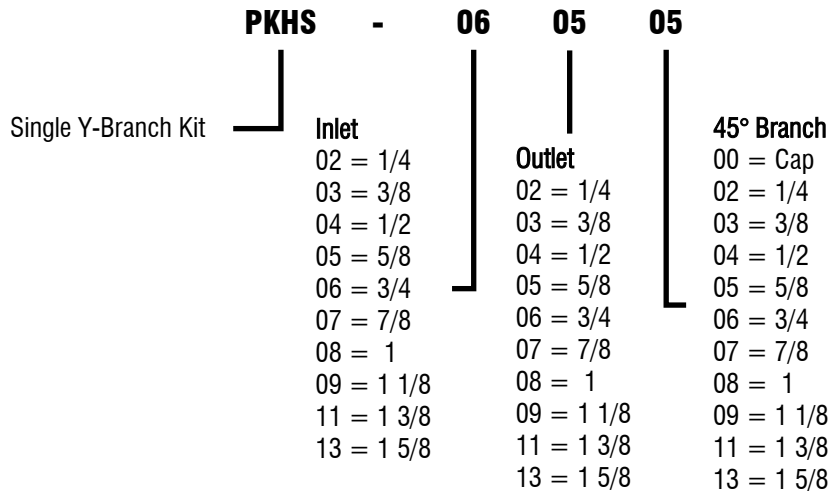 PKHS - 06 05 05
Single Y-Branch Kit
Inlet
02 = 1/4
03 = 3/8
04 = 1/2
05 = 5/8
06 = 3/4
07 = 7/8
08 = 1
09 = 1 1/8
11 = 1 3/8
13 = 1 5/8
Outlet
02 = 1/4
03 = 3/8
04 = 1/2
05 = 5/8
06 = 3/4
07 = 7/8
08 = 1
09 = 1 1/8
11 = 1 3/8
13 = 1 5/8
45° Branch
00 = Cap
02 = 1/4
03 = 3/8
04 = 1/2
05 = 5/8
06 = 3/4
07 = 7/8
08 = 1
09 = 1 1/8
11 = 1 3/8
13 = 1 5/8